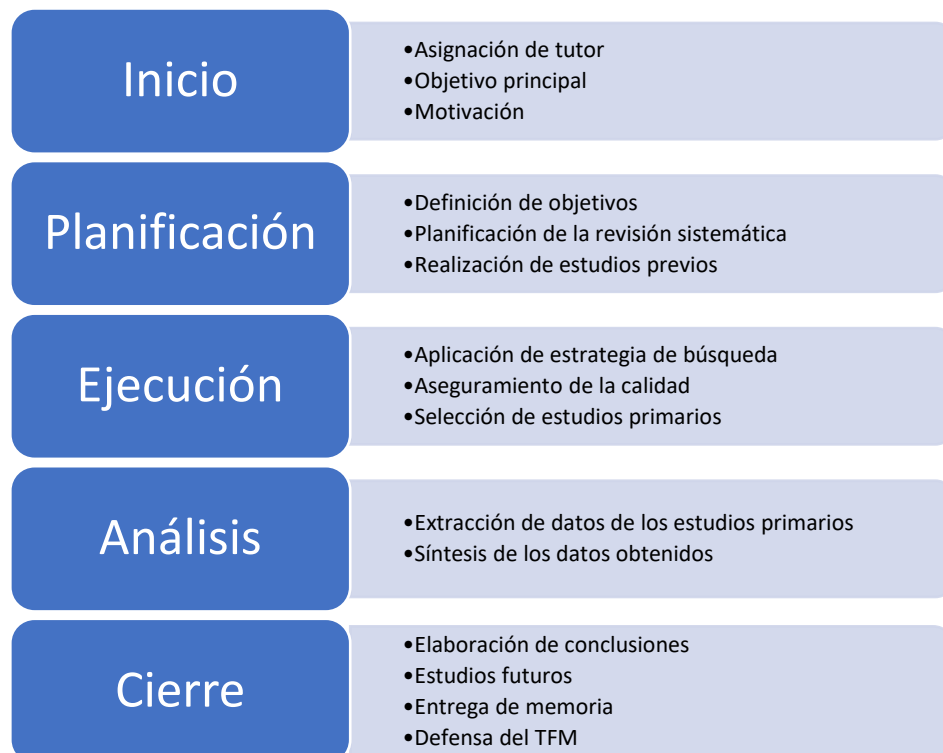 Inicio
•Asignación de tutor
•Objetivo principal
•Motivación
Planificación
•Definición de objetivos
•Planificación de la revisión sistemática
•Realización de estudios previos
Ejecución
•Aplicación de estrategia de búsqueda
•Aseguramiento de la calidad
•Selección de estudios primarios
Análisis
•Extracción de datos de los estudios primarios
•Síntesis de los datos obtenidos
Cierre
•Elaboración de conclusiones
•Estudios futuros
•Entrega de memoria
•Defensa del TFM